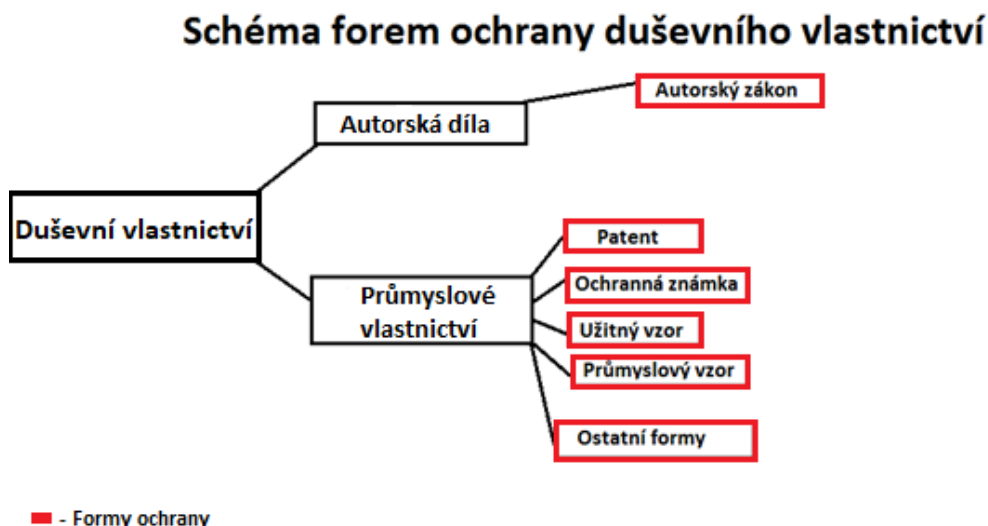 Schéma forem ochrany duševního vlastnictví
Autorský zákon
Autorská díla
Duševní vlastnictví
Patent
Ochranná známka
Průmyslové
vlastnictví
Užitný vzor
Průmyslový vzor
Ostatní formy
- Formy ochrany